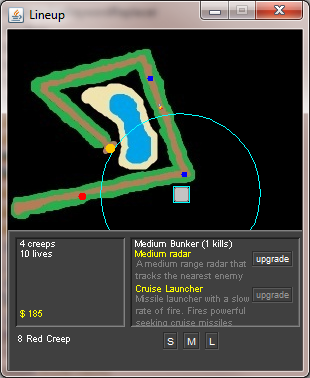 Lineup
4 creeps
10 lives
$ 185
Medium Bunker (1 kills)
Medium radar
A medium range radar that
tracks the nearest enemy
upgrade
Cruise Launcher
Missile launcher with a slow
rate of fire. Fires powerful
seeking cruise missiles
upgrade
8 Red Creep
S M L